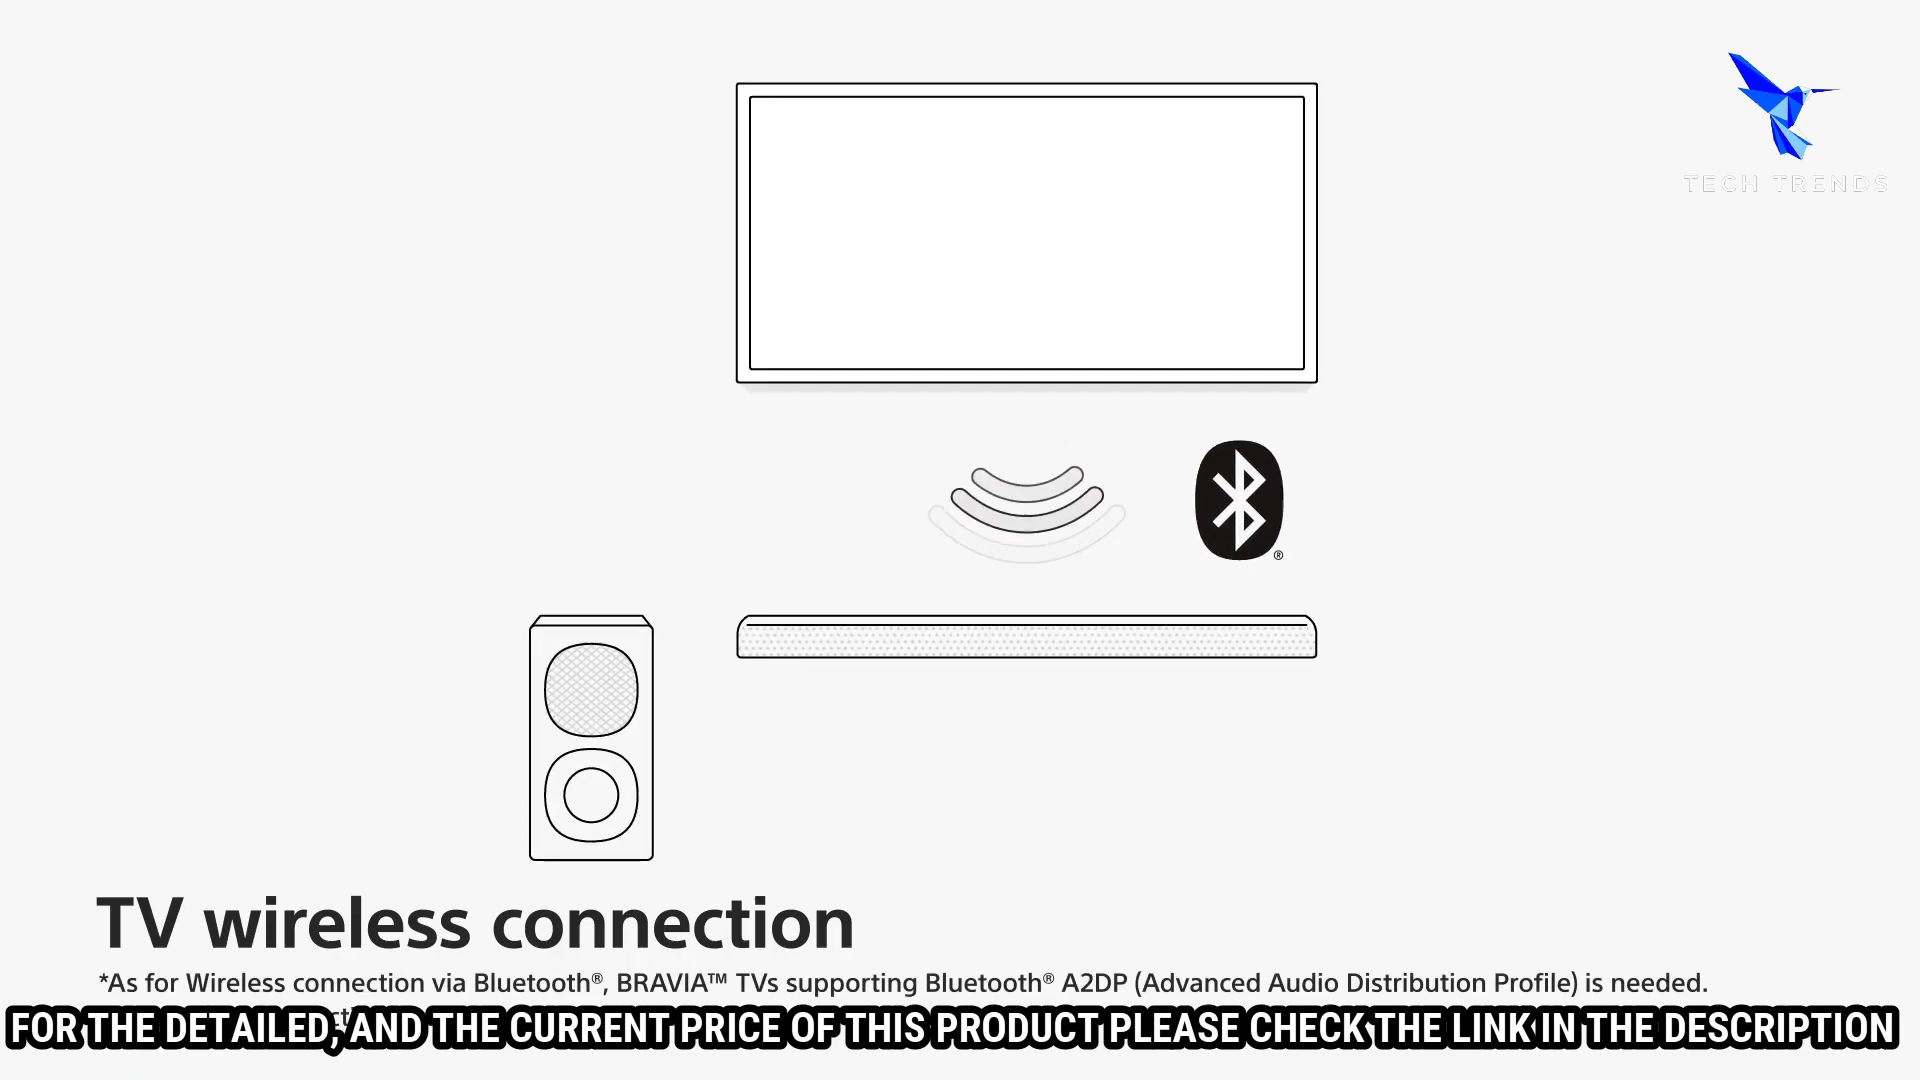 TECH TRENDS
®
TV wireless connection
*As for Wireless connection via Bluetooth®, BRAVIA™ TVs supporting Bluetooth® A2DP (Advanced Audio Distribution Profile) is needed.
FOR THE DETAILED, AND THE CURRENT PRICE OF THIS PRODUCT PLEASE CHECK THE LINK IN THE DESCRIPTION